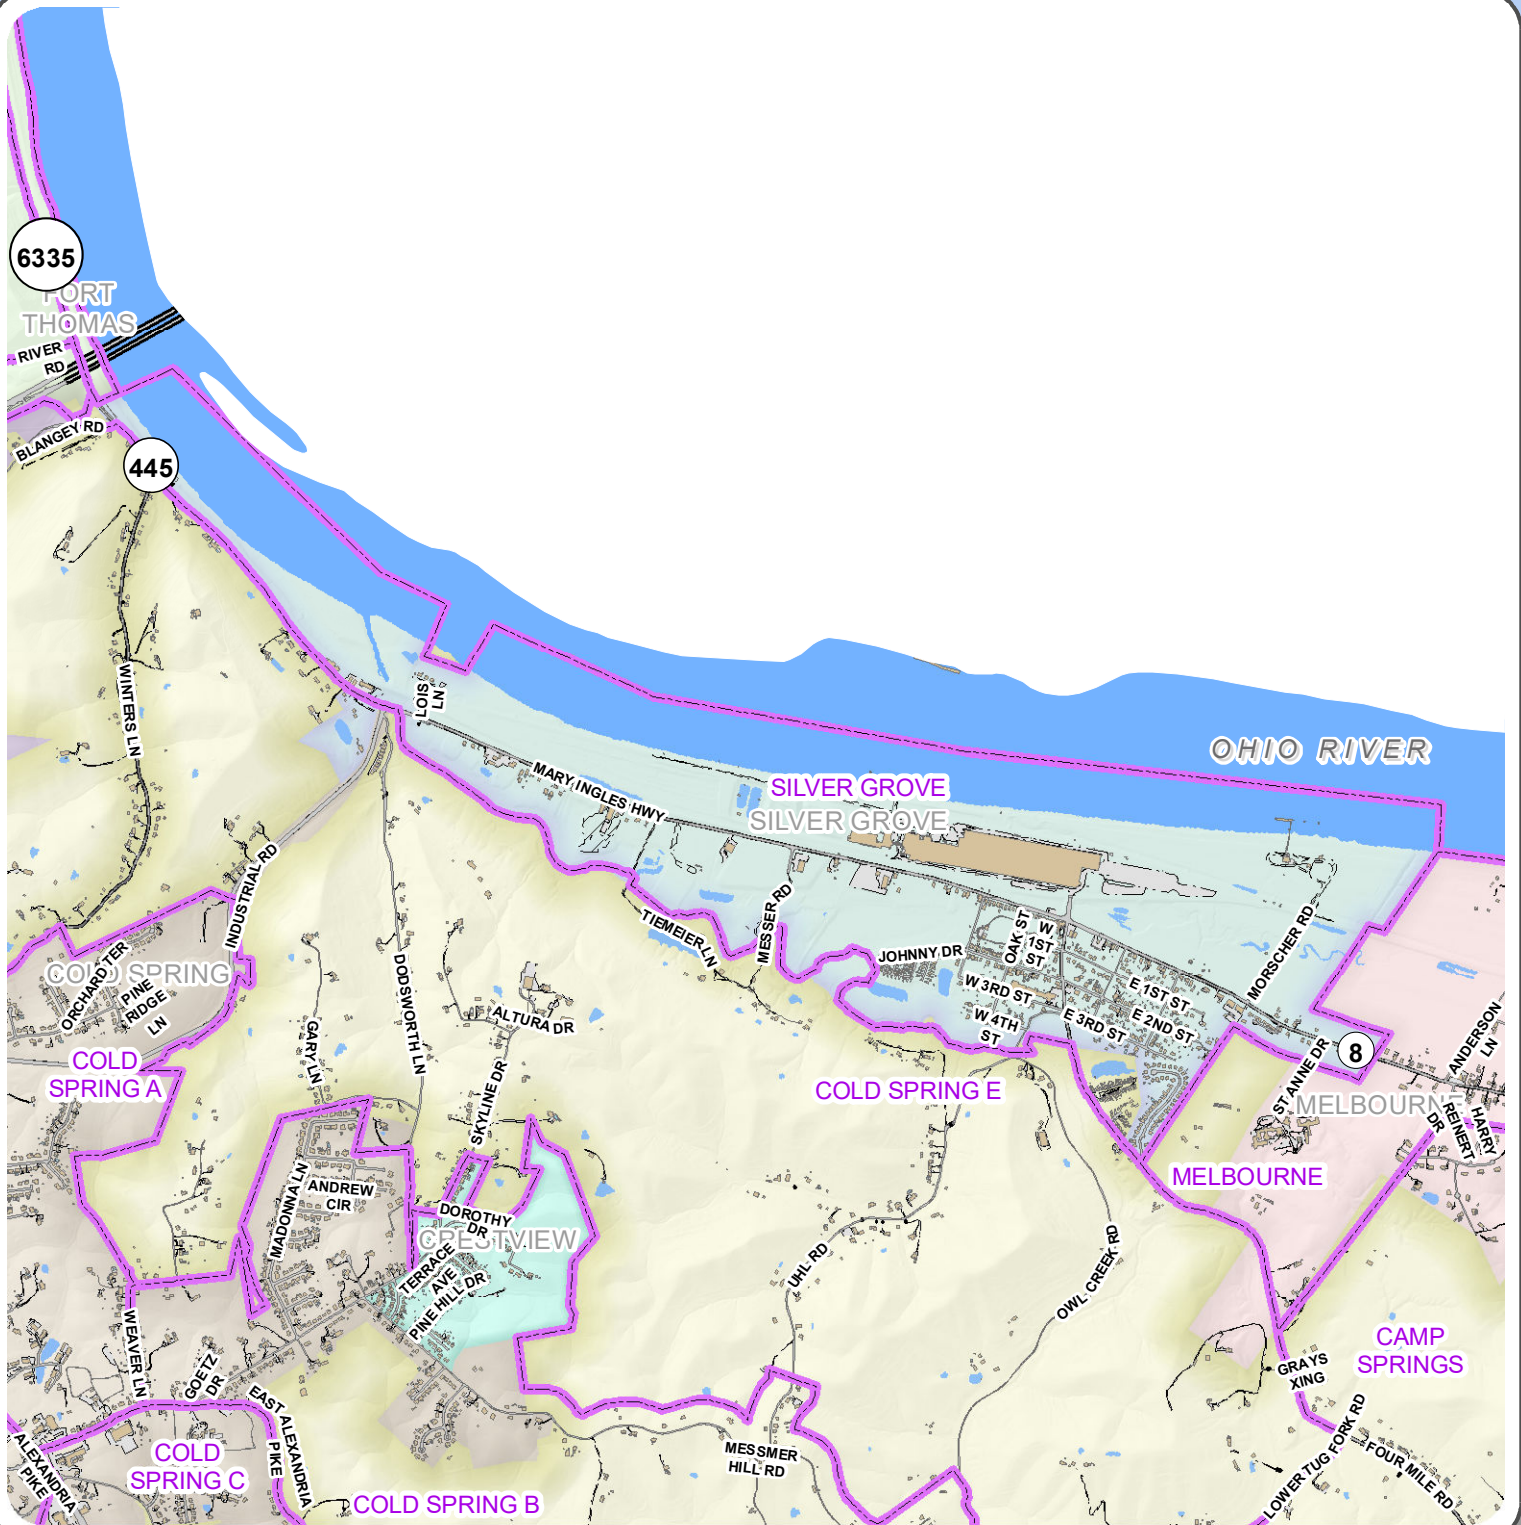 6335
FORT
THOMAS
RIVER
RD
BLANGEY RD
445
WINTERS LN
LOIS
LN
OHIO RIVER
MARY INGLES HWY
SILVER GROVE
SILVER GROVE
INDUSTRIAL RD
TIEMEIER LN
MESSER RD
JOHNNY DR
OAK ST
W
1ST
ST
MORSCHER RD
COLD SPRING
ORCHARD TER
PINE
RIDGE
LN
DODSWORTH LN
W 3RD ST
E 1ST ST
E 2ND ST
W 4TH
ST
E 3RD ST
ALTURA DR
GARY LN
8
ANDERSON
LN
COLD
SPRING A
SKYLINE DR
COLD SPRING E
ST ANNE DR
MELBOURNE
HARRY
REINERT
DR
MELBOURNE
MADONNA LN
ANDREW
CIR
DOROTHY
DR
CRESTVIEW
TERRACE
AVE
PINE HILL DR
UHL RD
OWL CREEK RD
WEAVER LN
GOETZ
DR
CAMP
SPRINGS
GRAYS
XING
EAST ALEXANDRIA
PIKE
ALEXANDRIA
PIKE
COLD
SPRING C
COLD SPRING B
MESSMER
HILL RD
LOWER TUG FORK RD
FOUR MILE RD